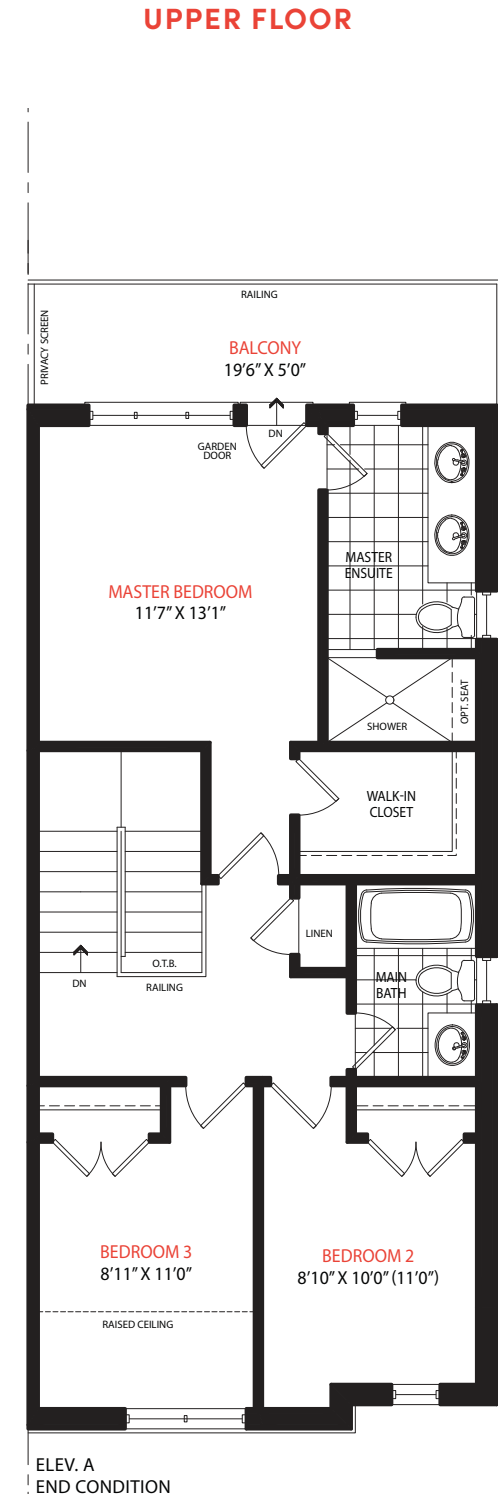 UPPER FLOOR
RAILING
PRIVACY SCREEN
BALCONY
19'6" X 5'0"
DN
GARDEN
DOOR
MASTER
ENSUITE
MASTER BEDROOM
11'7" X 13'1"
OPT. SEAT
SHOWER
WALK-IN
CLOSET
LINEN
O.T.B.
DN
RAILING
MAIN
BATH
BEDROOM 3
8'11" X 11'0"
BEDROOM 2
8'10" X 10'0" (11'0")
RAISED CEILING
ELEV. A
END CONDITION